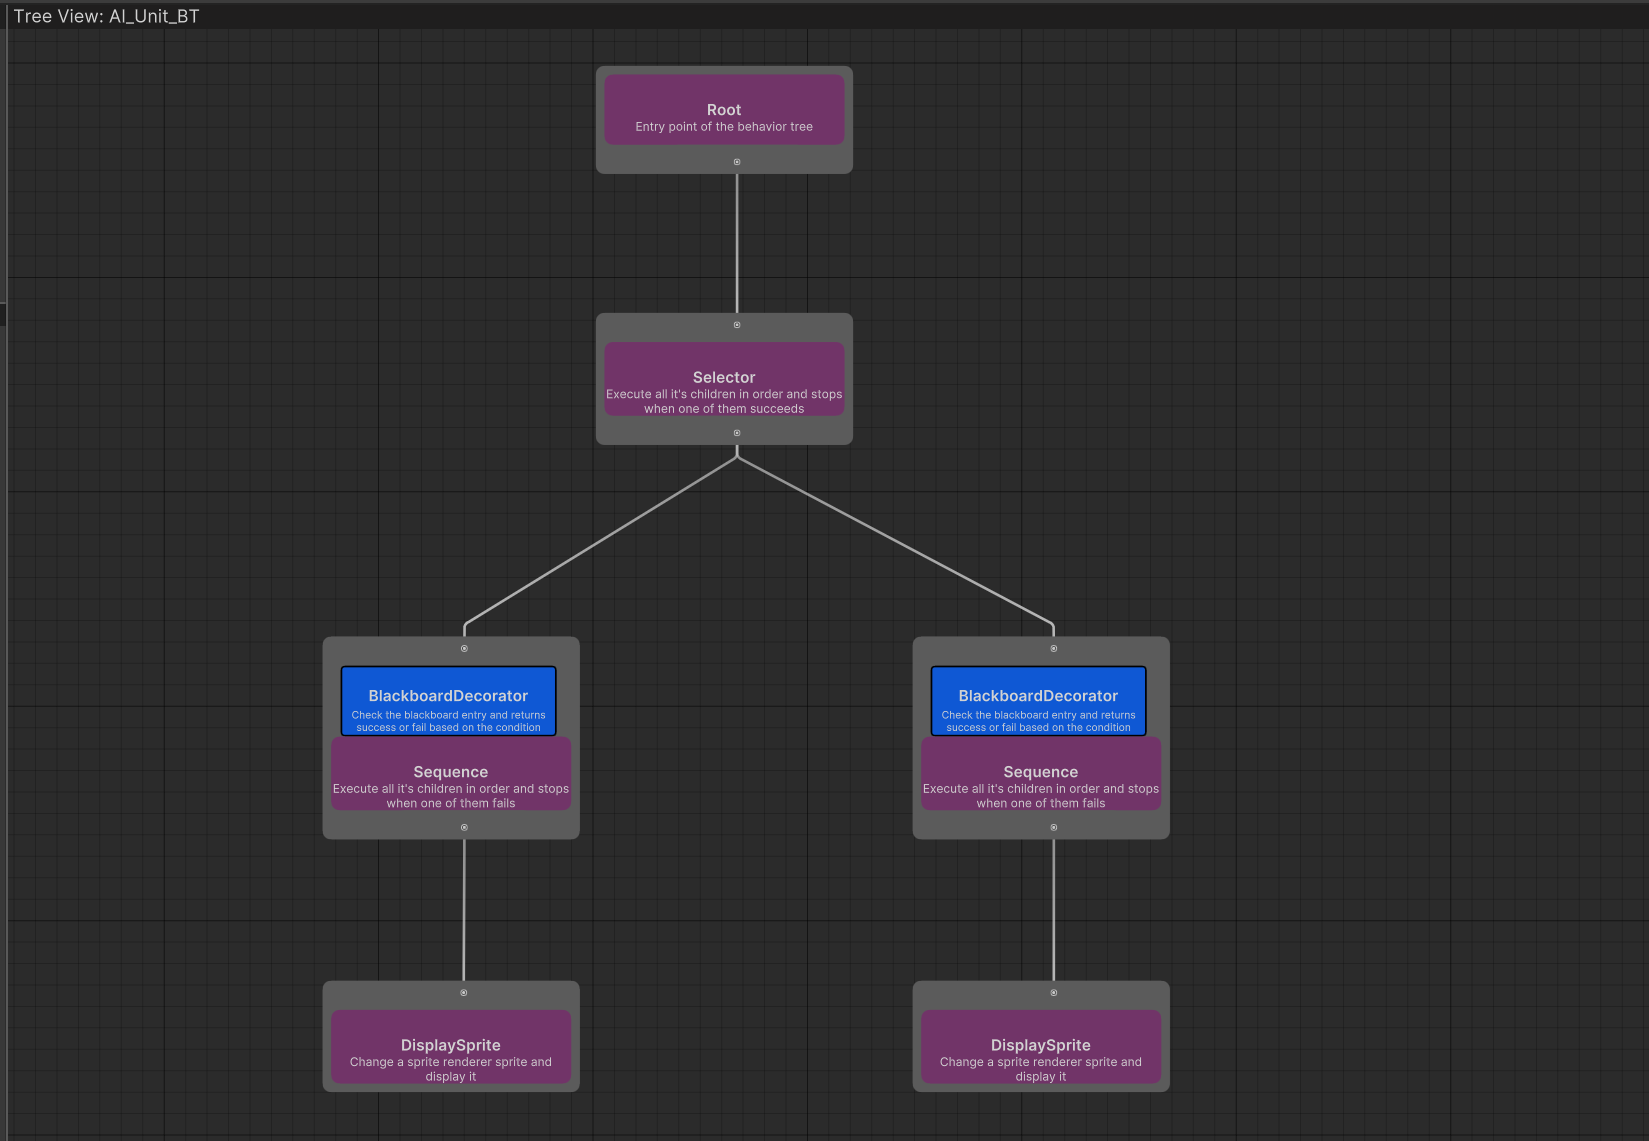 Tree View: AI_Unit_BT
Root
Entry point of the behavior tree
Selector
Execute all it's children in order and stops
when one of them succeeds
BlackboardDecorator
Check the blackboard entry and returns
success or fail based on the condition
Sequence
Execute all it's children in order and stops
when one of them fails
BlackboardDecorator
Check the blackboard entry and returns
success or fail based on the condition
Sequence
Execute all it's children in order and stops
when one of them fails
DisplaySprite
Change a sprite renderer sprite and
display it
DisplaySprite
Change a sprite renderer sprite and
display it